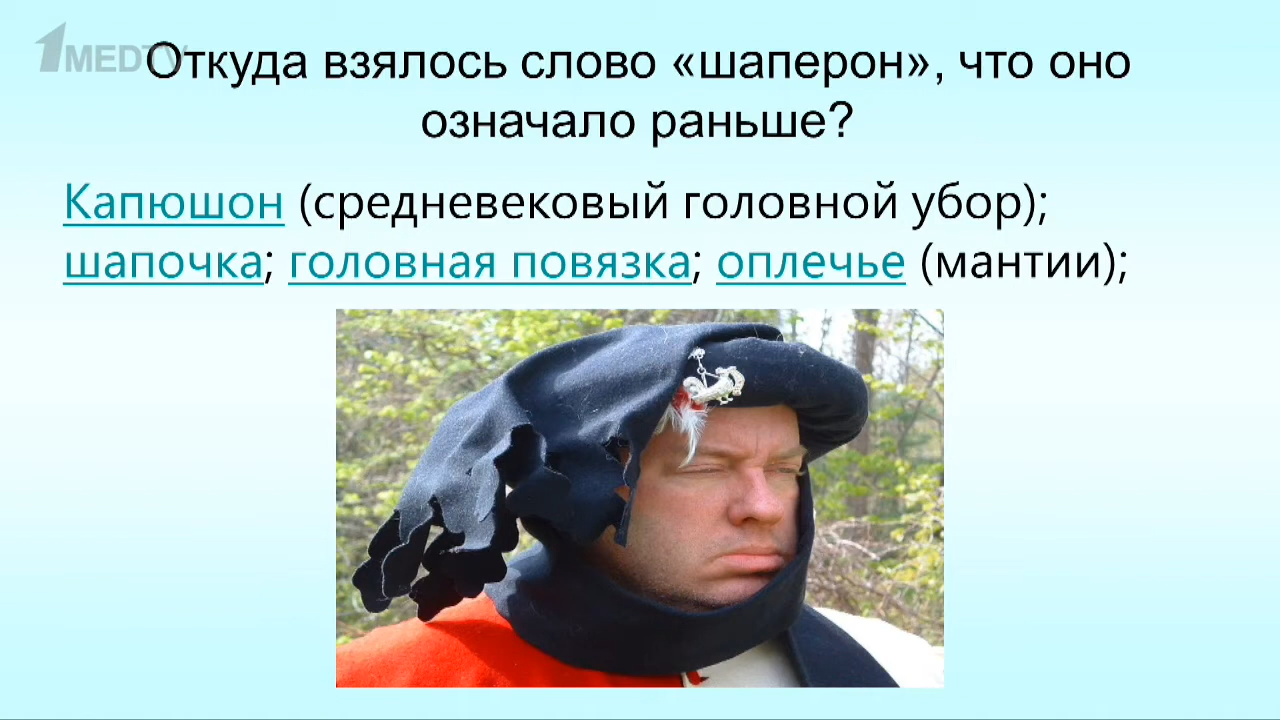 1MEDTV
Откуда взялось слово «шаперон», что оно
означало раньше?
Капюшон (средневековый головной убор);
шапочка; головная повязка; оплечье (мантии);